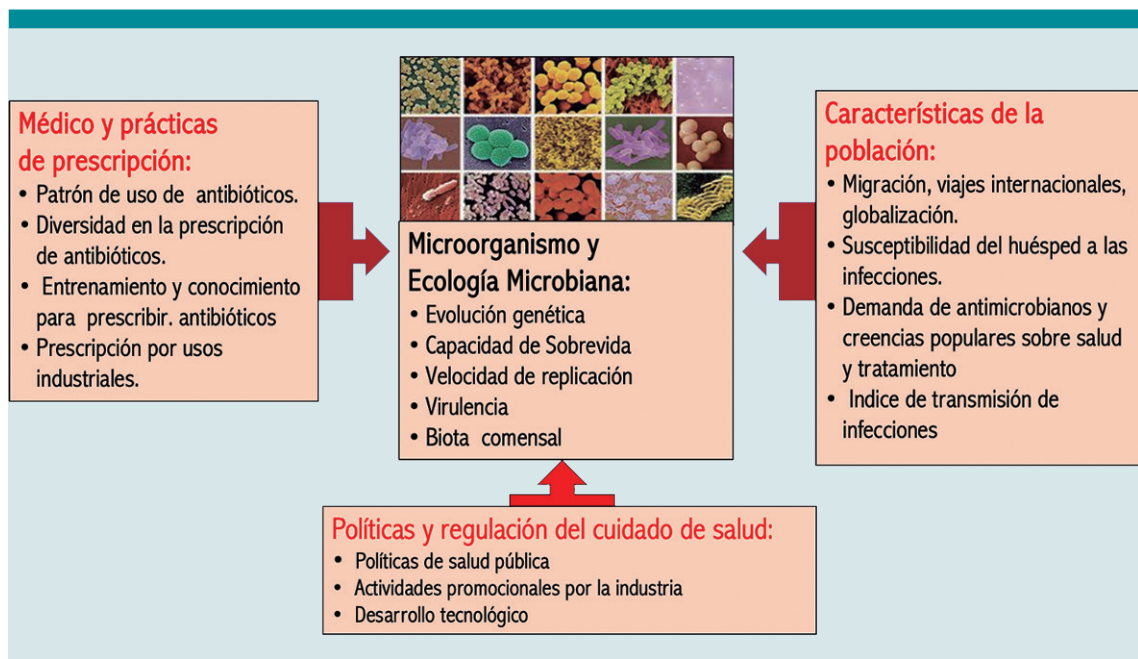 Médico y prácticas
de prescripción:
• Patrón de uso de antibióticos.
• Diversidad en la prescripción
de antibióticos.
• Entrenamiento y conocimiento
para prescribir. antibióticos
• Prescripción por usos
industriales.
Microorganismo y
Ecología Microbiana:
• Evolución genética
• Capacidad de Sobrevida
• Velocidad de replicación
• Virulencia
• Biota comensal
Características de la
población:
• Migración, viajes internacionales,
globalización.
• Susceptibilidad del huésped a las
infecciones.
• Demanda de antimicrobianos y
creencias populares sobre salud
y tratamiento
• Indice de transmisión de
infecciones
Políticas y regulación del cuidado de salud:
• Políticas de salud pública
• Actividades promocionales por la industria
• Desarrollo tecnológico